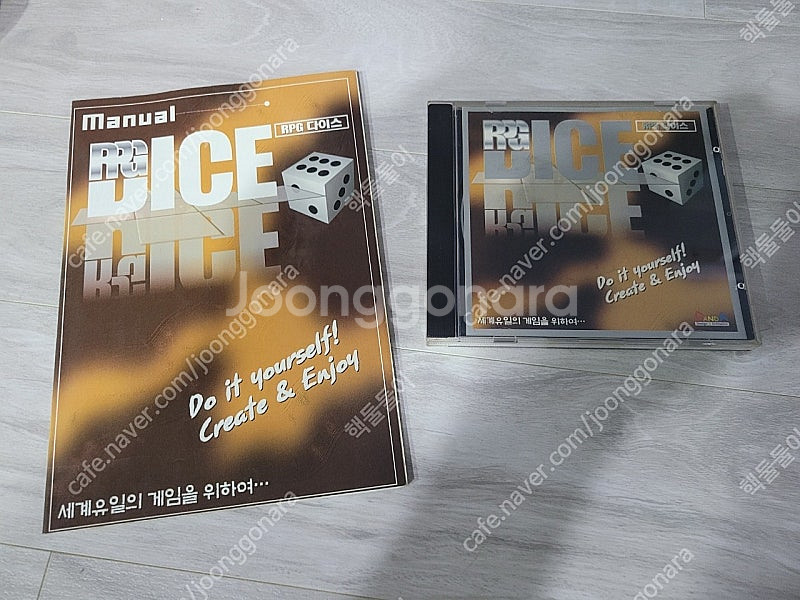 Manual
RPG 다이스
RPG
DICE
Do it yourself!
Create & Enjoy
세계유일의 게임을 위하여...
RPG 다이스
RPG
DICE
Do it yourself!
Create & Enjoy
세계유일의 게임을 위하여...
Joonggonara
cafe.naver.com/joonggonara
핵돌돌이